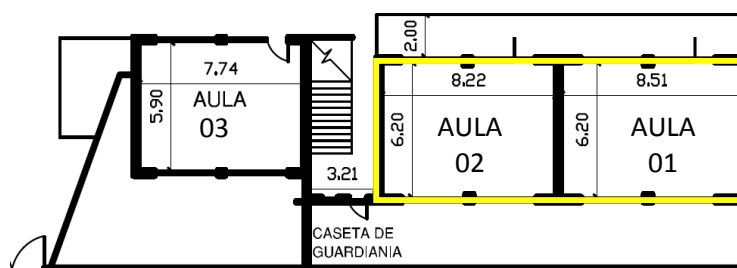 2.00
7.74
8.22
8.51
5.90
AULA
03
6.20
AULA
02
6.20
AULA
01
3.21
CASETA DE
GUARDIANIA